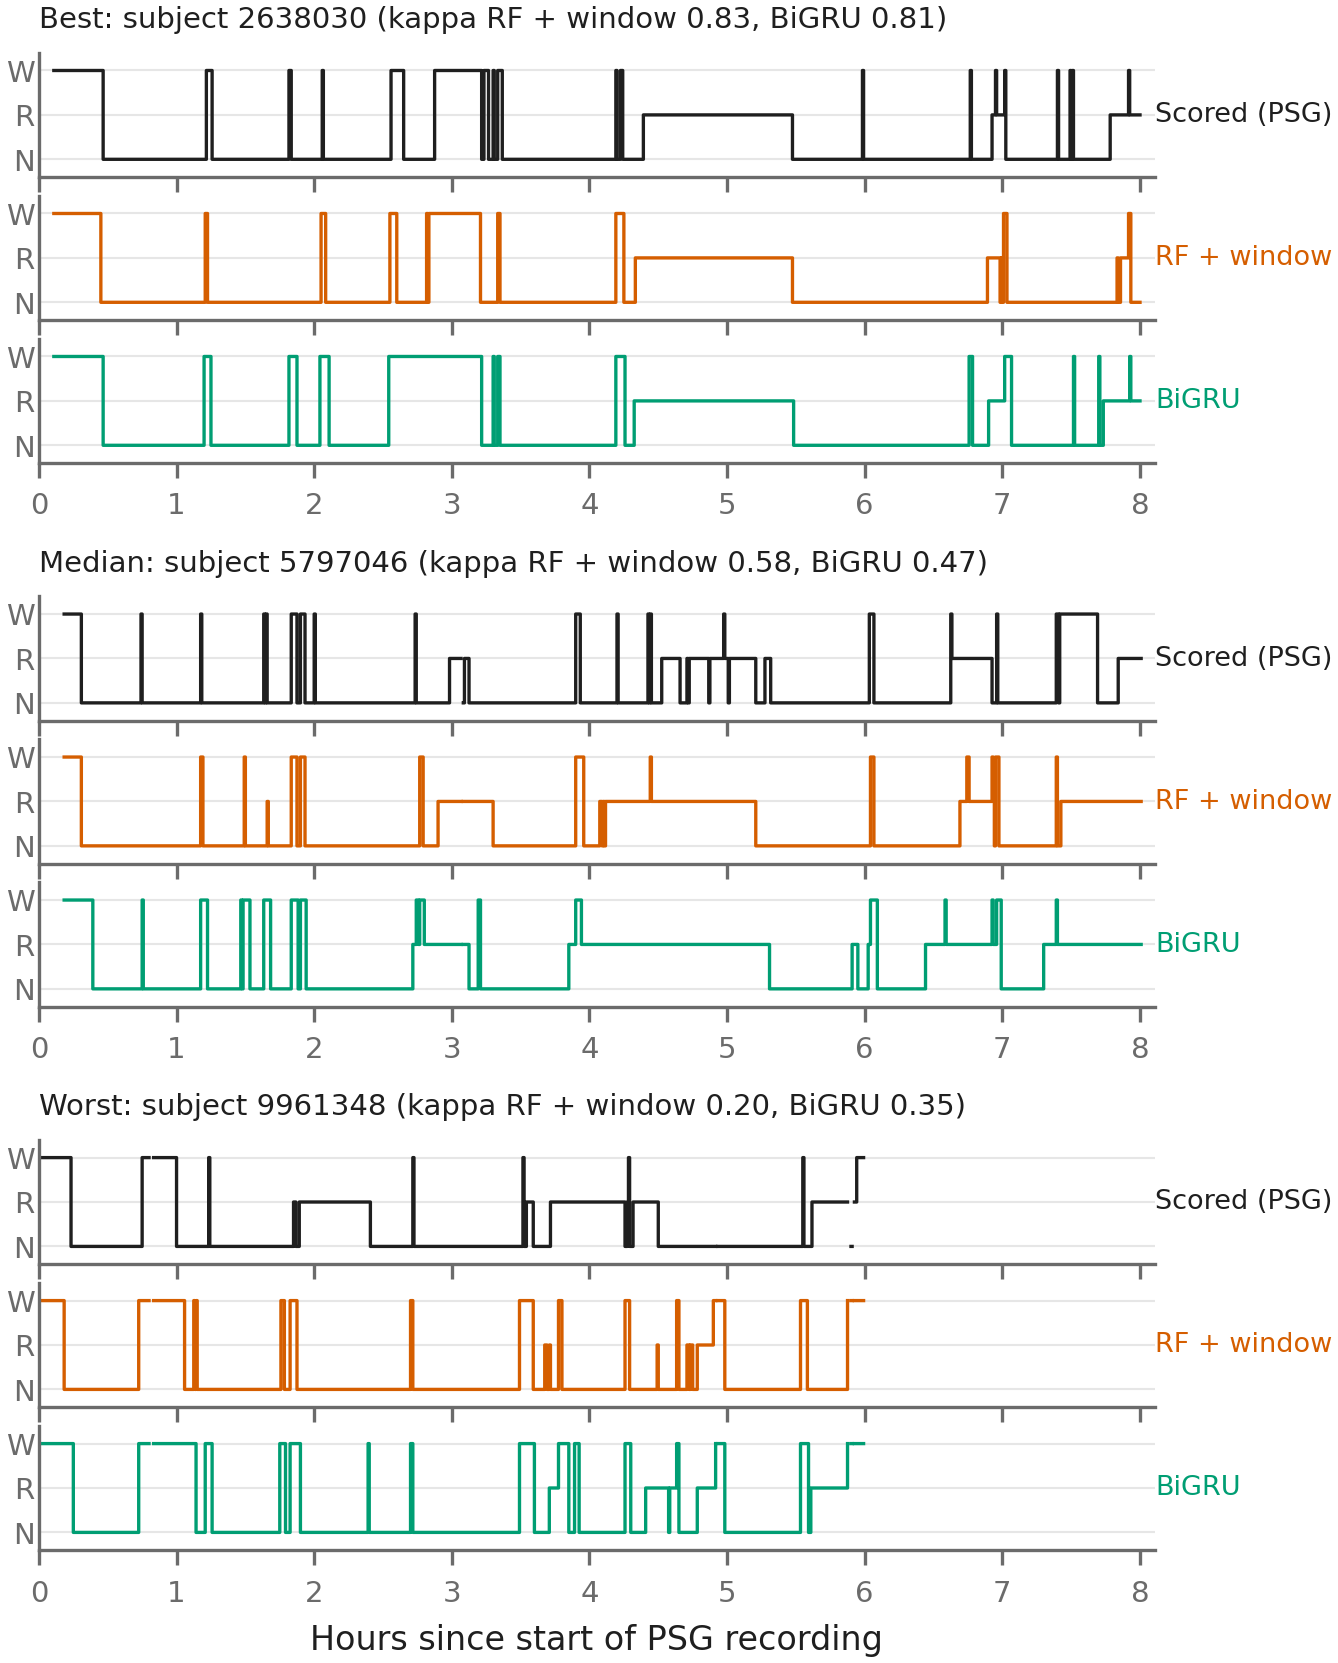 Best: subject 2638030 (kappa RF + window 0.83, BiGRU 0.81)
W
R
N
Scored (PSG)
W
R
N
RF + window
W
R
N
BiGRU
0 1 2 3 4 5 6 7 8
Median: subject 5797046 (kappa RF + window 0.58, BiGRU 0.47)
W
R
N
Scored (PSG)
W
R
N
RF + window
W
R
N
BiGRU
0 1 2 3 4 5 6 7 8
Worst: subject 9961348 (kappa RF + window 0.20, BiGRU 0.35)
W
R
N
Scored (PSG)
W
R
N
RF + window
W
R
N
BiGRU
0 1 2 3 4 5 6 7 8
Hours since start of PSG recording